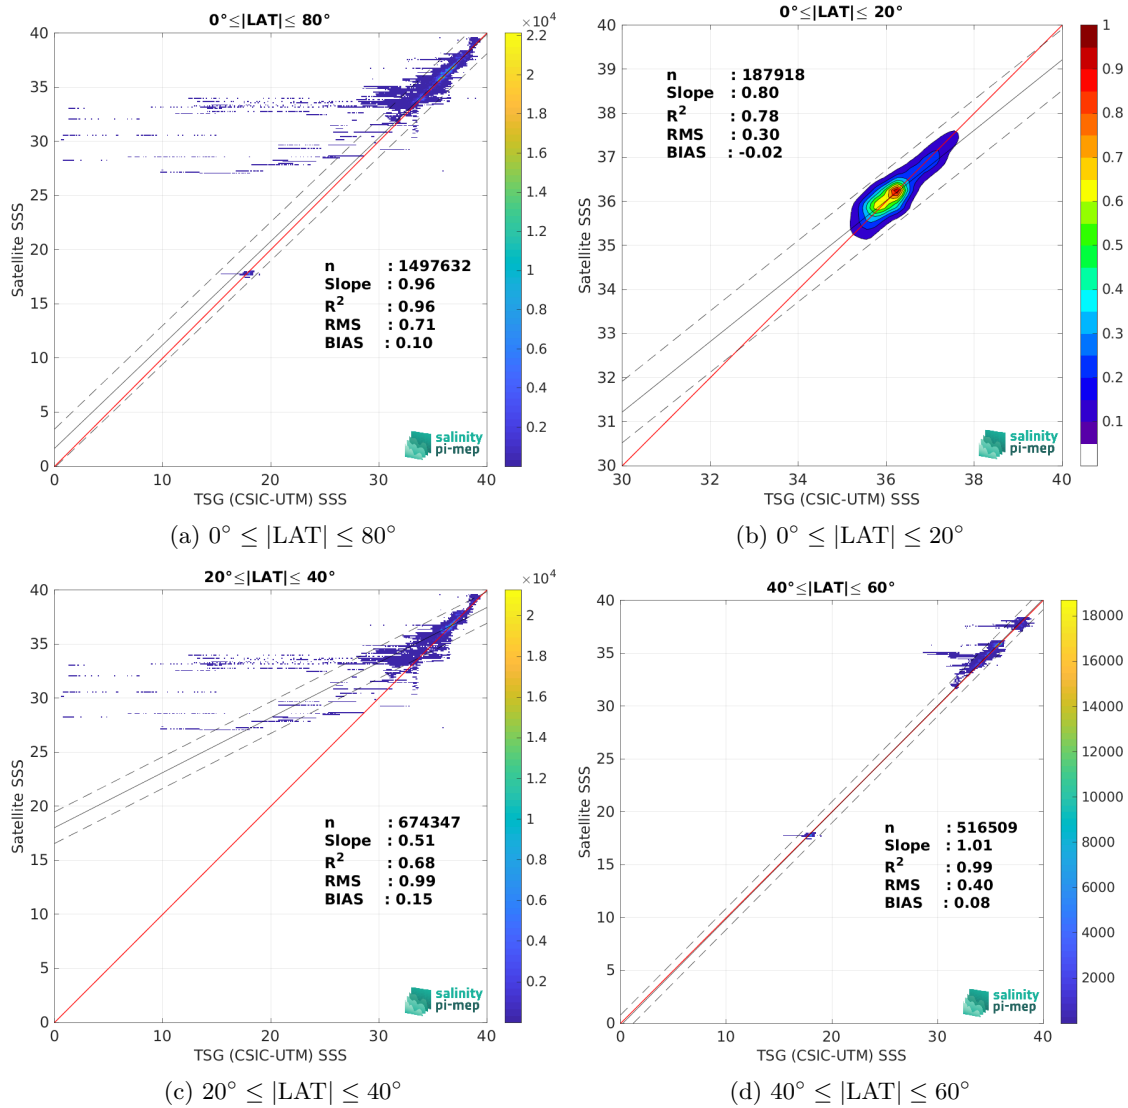 0°≤|LAT|≤ 80°
×10⁴
40
35
30
25
20
15
10
5
0
Satellite SSS
0
10
20
30
40
TSG (CSIC-UTM) SSS
n : 1497632
Slope : 0.96
R² : 0.96
RMS : 0.71
BIAS : 0.10
salinity
pi-mep
2.2
2
1.8
1.6
1.4
1.2
1
0.8
0.6
0.4
0.2
(a) 0° ≤ |LAT| ≤ 80°
0°≤|LAT|≤ 20°
40
39
38
37
36
35
34
33
32
31
30
Satellite SSS
30
32
34
36
38
40
TSG (CSIC-UTM) SSS
n : 187918
Slope : 0.80
R² : 0.78
RMS : 0.30
BIAS : -0.02
salinity
pi-mep
1
0.9
0.8
0.7
0.6
0.5
0.4
0.3
0.2
0.1
(b) 0° ≤ |LAT| ≤ 20°
20°≤|LAT|≤ 40°
×10⁴
40
35
30
25
20
15
10
5
0
Satellite SSS
0
10
20
30
40
TSG (CSIC-UTM) SSS
n : 674347
Slope : 0.51
R² : 0.68
RMS : 0.99
BIAS : 0.15
salinity
pi-mep
2
1.8
1.6
1.4
1.2
1
0.8
0.6
0.4
0.2
(c) 20° ≤ |LAT| ≤ 40°
40°≤|LAT|≤ 60°
40
35
30
25
20
15
10
5
0
Satellite SSS
0
10
20
30
40
TSG (CSIC-UTM) SSS
n : 516509
Slope : 1.01
R² : 0.99
RMS : 0.40
BIAS : 0.08
salinity
pi-mep
18000
16000
14000
12000
10000
8000
6000
4000
2000
(d) 40° ≤ |LAT| ≤ 60°